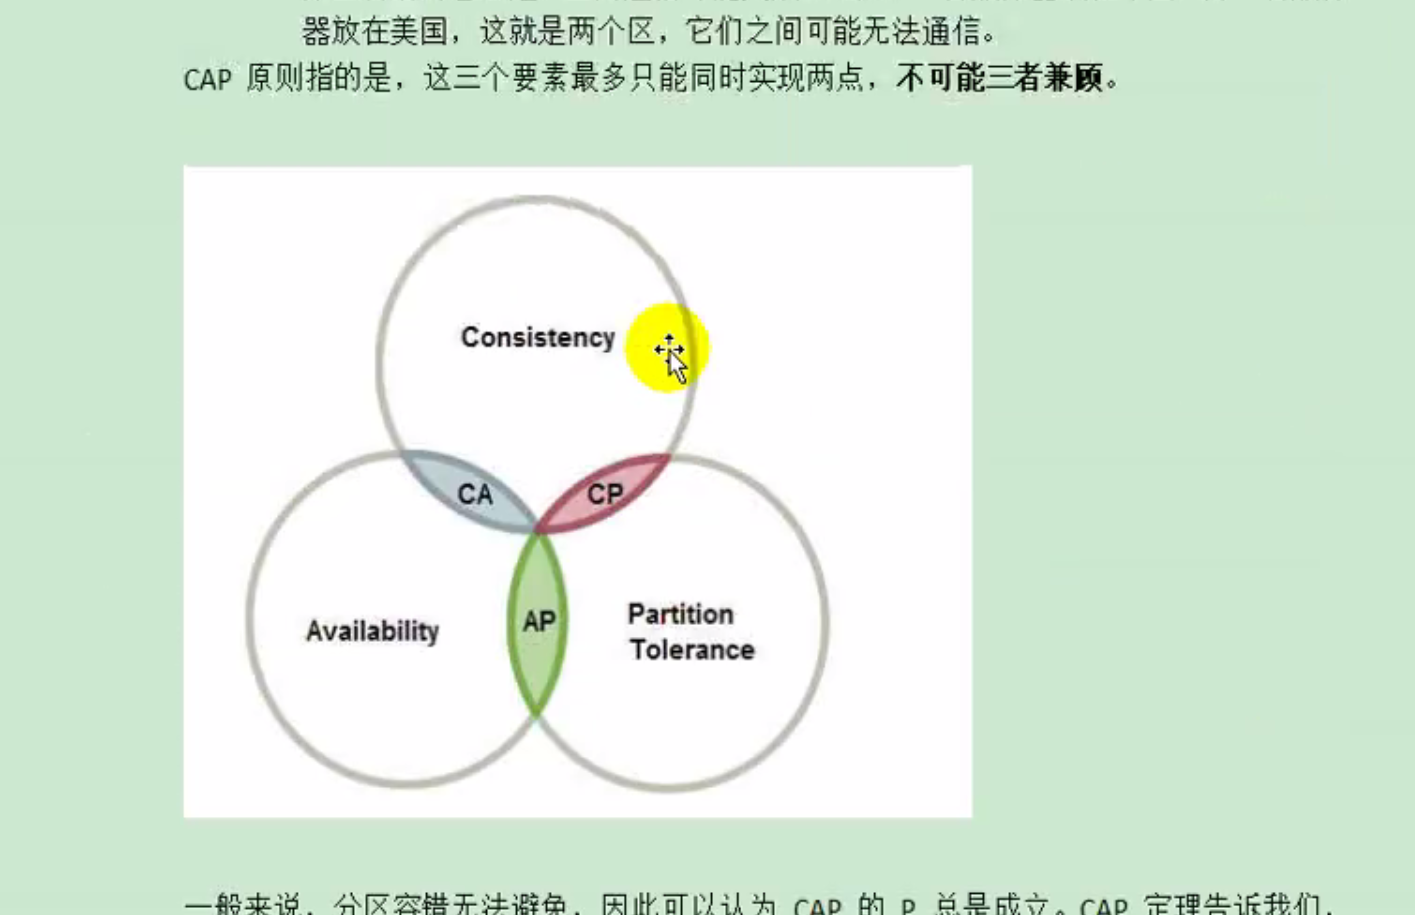 器放在美国，这就是两个区，它们之间可能无法通信。
CAP 原则指的是，这三个要素最多只能同时实现两点，不可能三者兼顾。
Consistency
CA
CP
AP
Availability
Partition
Tolerance
一般来说，分区容错无法避免，因此可以认为 CAP 的 P 总是成立。CAP 定理告诉我们，